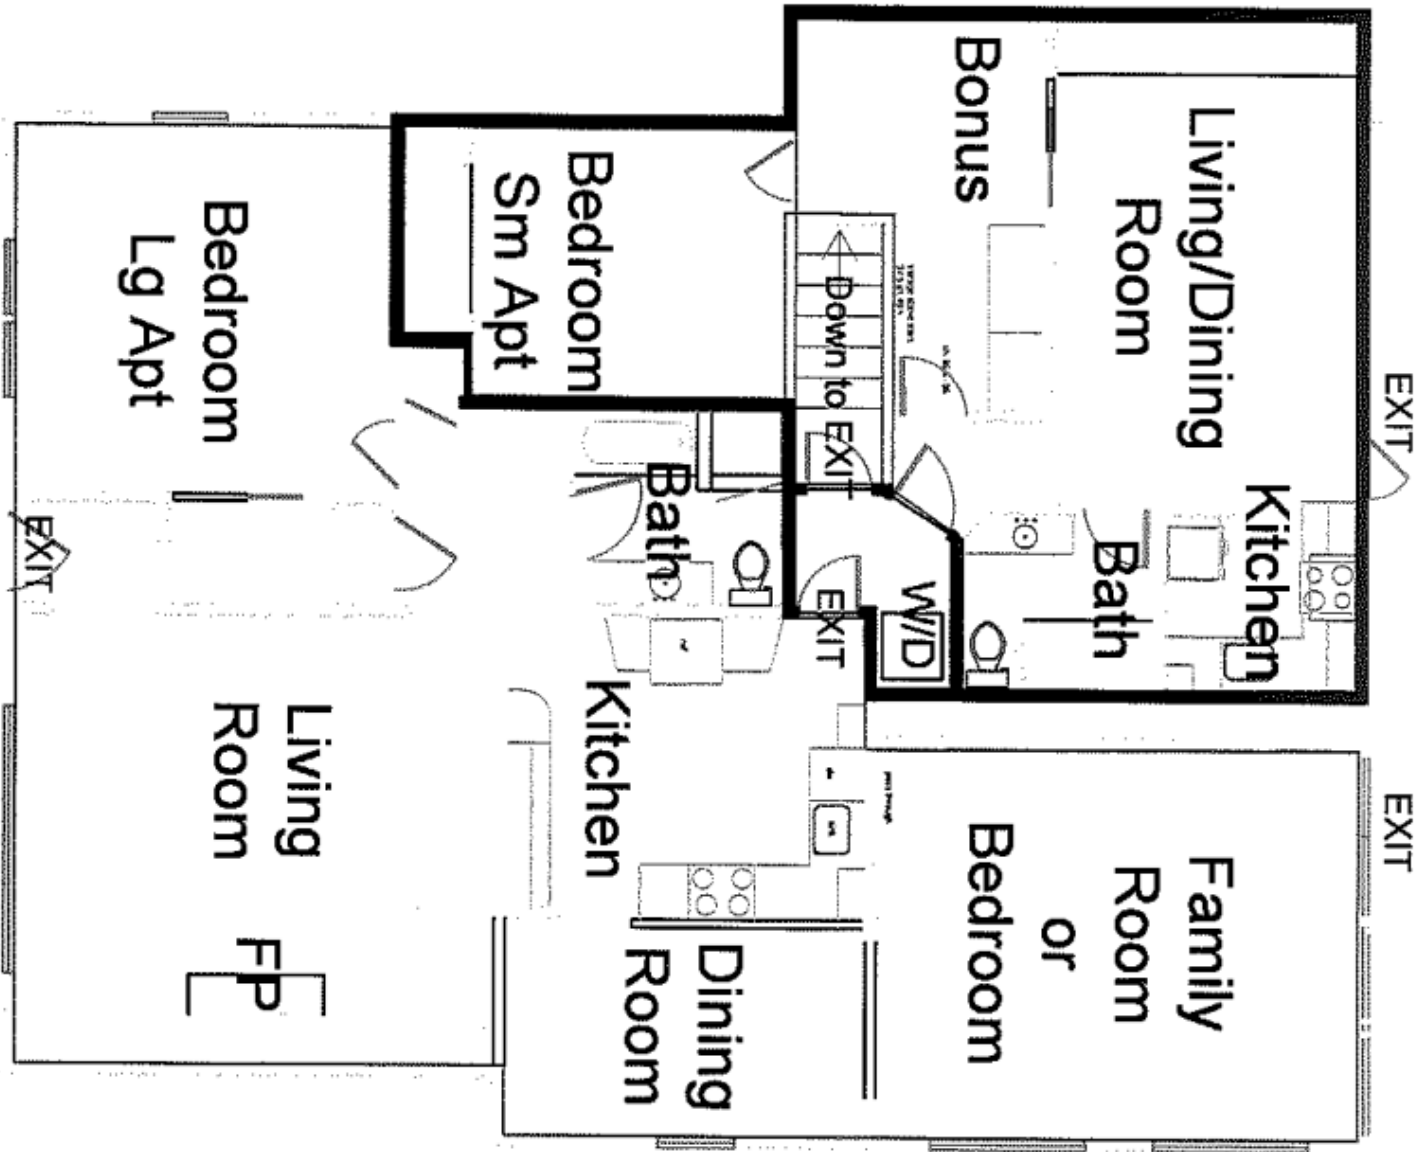 Bonus
Living/Dining
Room
EXIT
Bedroom
Sm Apt
Down to EXIT
Bedroom
Lg Apt
Kitchen
Bath
W/D
EXIT
Bath
EXIT
Kitchen
Living
Room
FP
Dining
Room
Family
Room
or
Bedroom
EXIT